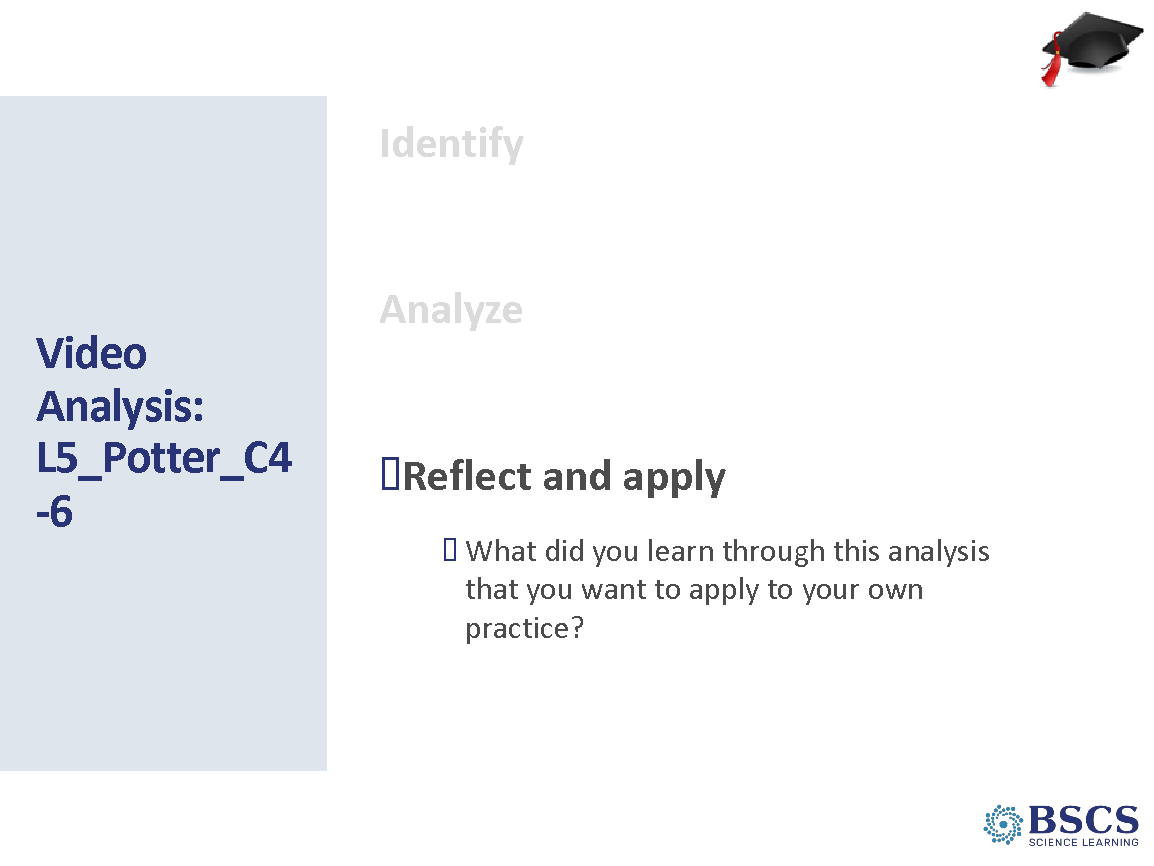 Identify
Analyze
Video
Analysis:
L5_Potter_C4
-6
Reflect and apply
What did you learn through this analysis
that you want to apply to your own
practice?
BSCS
SCIENCE LEARNING